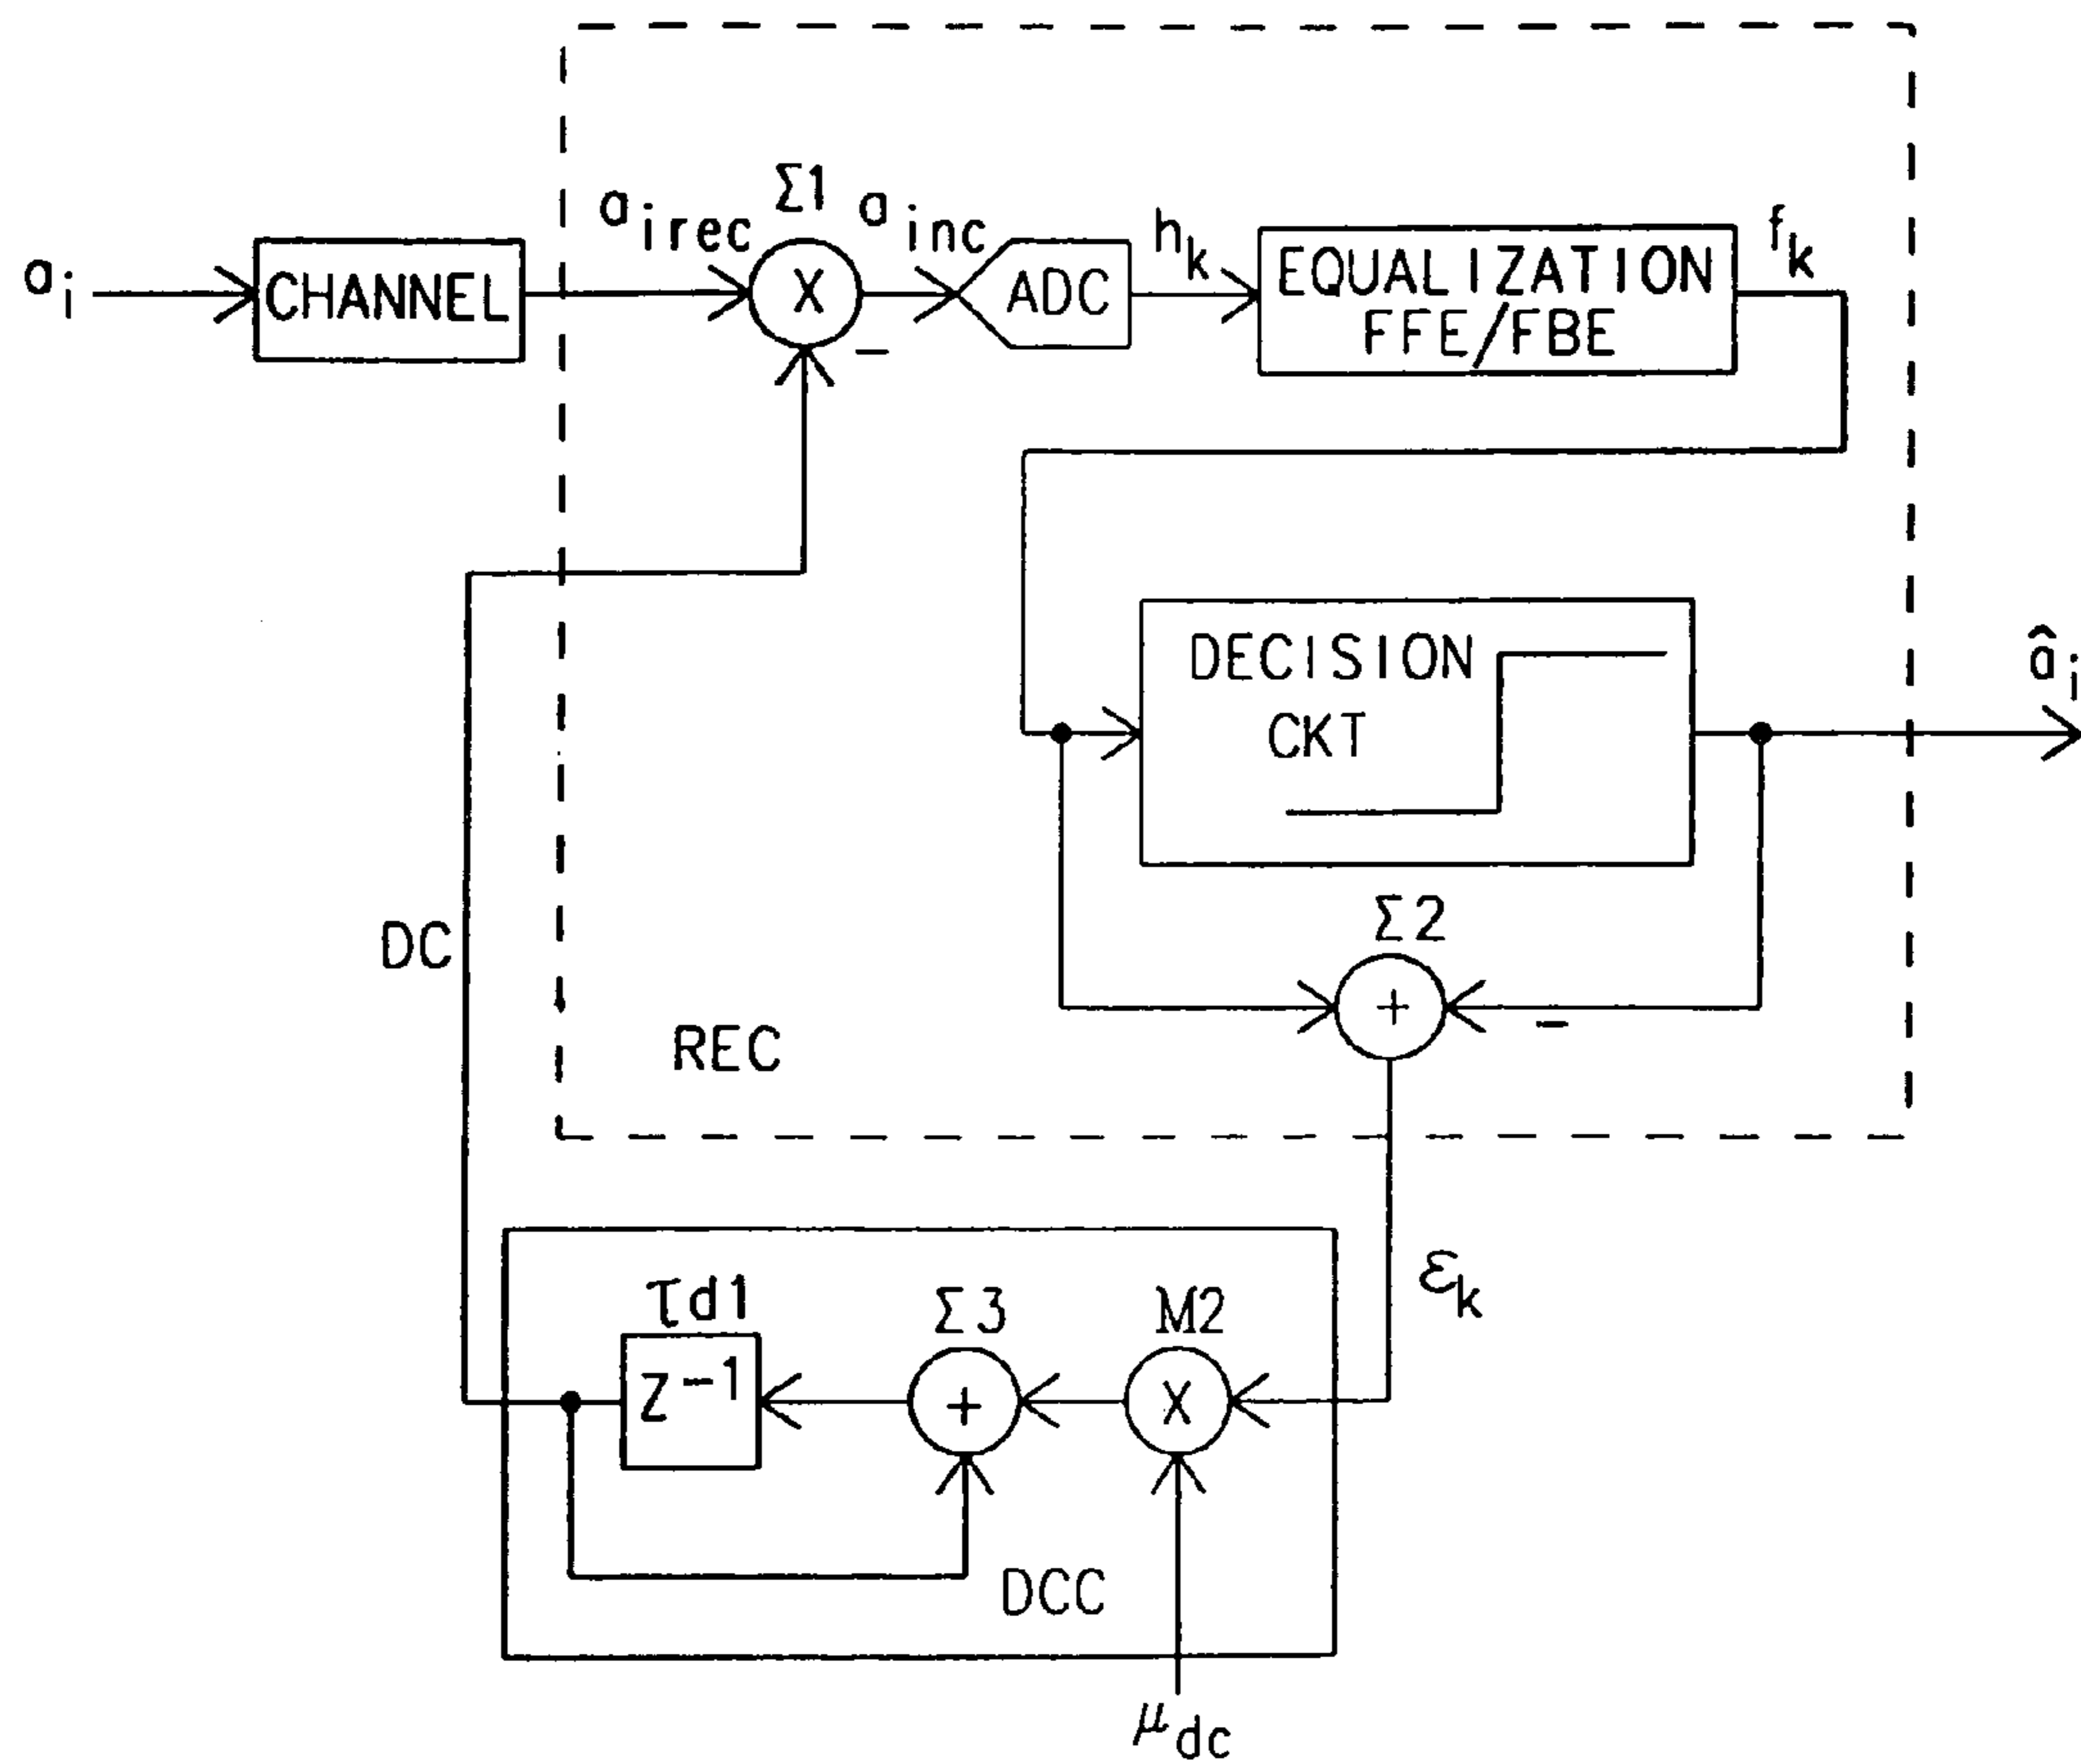 Σ1
a_irec
a_inc
h_k
f_k
a_i
CHANNEL
X
ADC
EQUALIZATION
FFE/FBE
−
DECISION
CKT
â_i
Σ2
DC
+
−
REC
ε_k
τd1
Σ3
M2
Z⁻¹
+
X
DCC
μ_dc